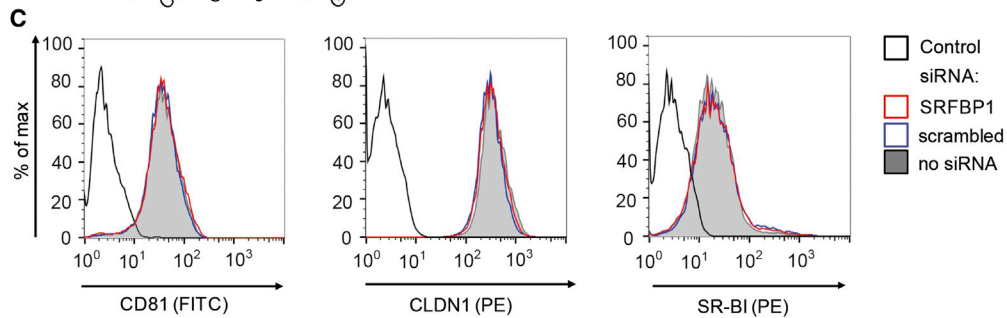 C
% of max
100
80
60
40
20
0
10^0 10^1 10^2 10^3
CD81 (FITC)
100
80
60
40
20
0
10^0 10^1 10^2 10^3
CLDN1 (PE)
100
80
60
40
20
0
10^0 10^1 10^2 10^3
SR-BI (PE)
Control
siRNA:
SRFBP1
scrambled
no siRNA